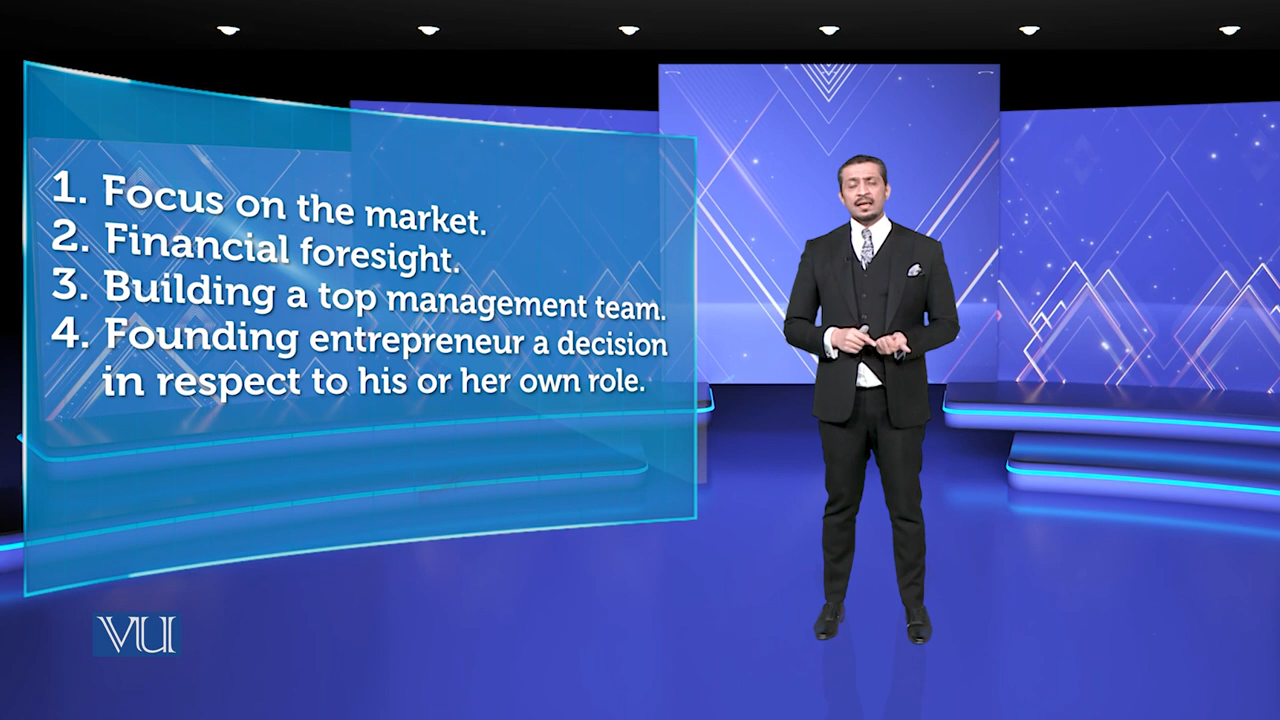 1. Focus on the market.
2. Financial foresight.
3. Building a top management team.
4. Founding entrepreneur a decision
in respect to his or her own role.
VU